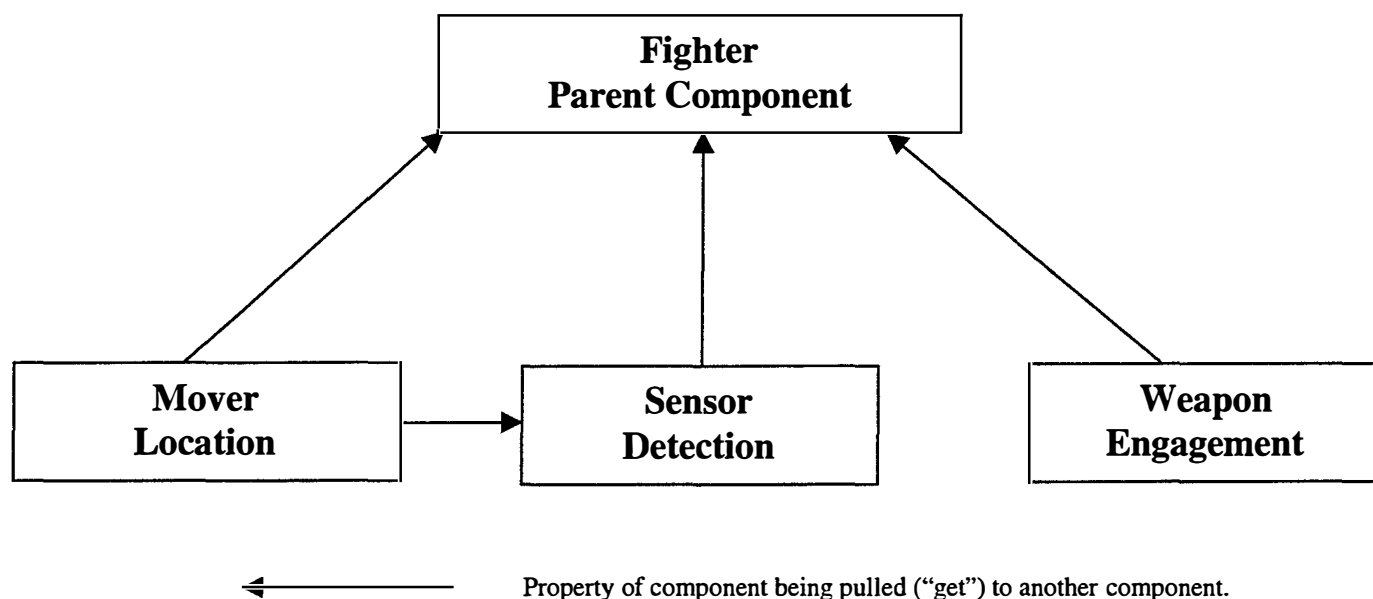 Fighter
Parent Component
Mover
Location
Sensor
Detection
Weapon
Engagement
Property of component being pulled (“get”) to another component.